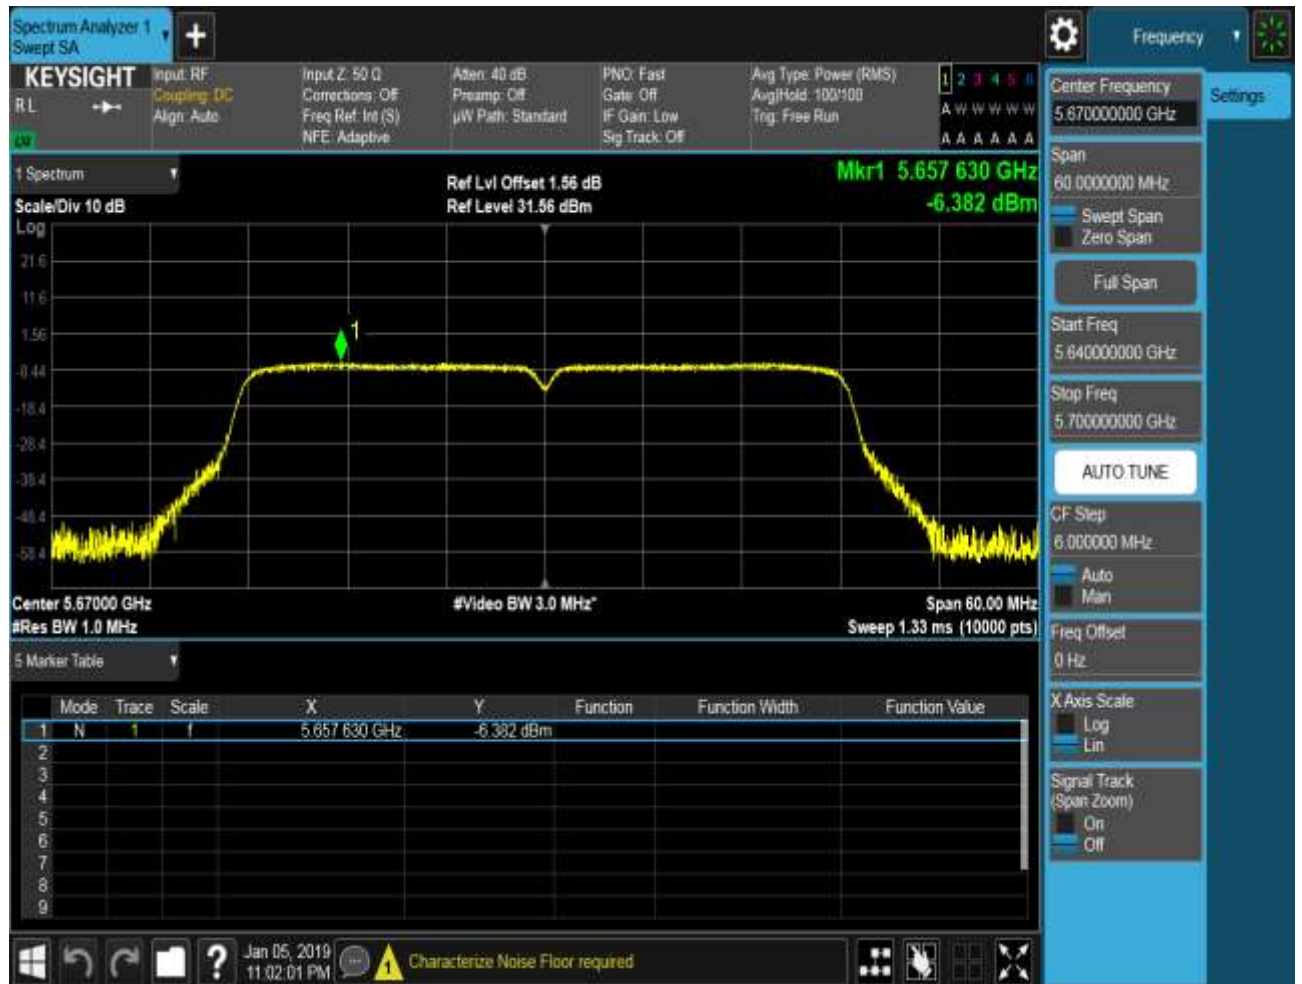 Spectrum Analyzer 1
Swept SA
+
Frequency
KEYSIGHT
RL
Input: RF
Coupling: DC
Align: Auto
Input Z: 50 Ω
Corrections: Off
Freq Ref: Int (S)
NFE: Adaptive
Atten: 40 dB
Preamp: Off
µW Path: Standard
PNO: Fast
Gate: Off
IF Gain: Low
Sig Track: Off
Avg Type: Power (RMS)
Avg|Hold: 100/100
Trig: Free Run
1 2 3 4 5 6
A W W W W W
A A A A A A
1 Spectrum
Scale/Div 10 dB
Ref Lvl Offset 1.56 dB
Ref Level 31.56 dBm
Mkr1 5.657 630 GHz
-6.382 dBm
Log
21.6
11.6
1.56
-8.44
-18.4
-28.4
-38.4
-48.4
-58.4
1
Center 5.67000 GHz
#Res BW 1.0 MHz
#Video BW 3.0 MHz*
Span 60.00 MHz
Sweep 1.33 ms (10000 pts)
5 Marker Table
Mode Trace Scale X Y Function Function Width Function Value
1 N 1 f 5.657 630 GHz -6.382 dBm
2
3
4
5
6
7
8
9
Jan 05, 2019
11:02:01 PM
Characterize Noise Floor required
Center Frequency
5.670000000 GHz
Settings
Span
60.0000000 MHz
Swept Span
Zero Span
Full Span
Start Freq
5.640000000 GHz
Stop Freq
5.700000000 GHz
AUTO TUNE
CF Step
6.000000 MHz
Auto
Man
Freq Offset
0 Hz
X Axis Scale
Log
Lin
Signal Track
(Span Zoom)
On
Off